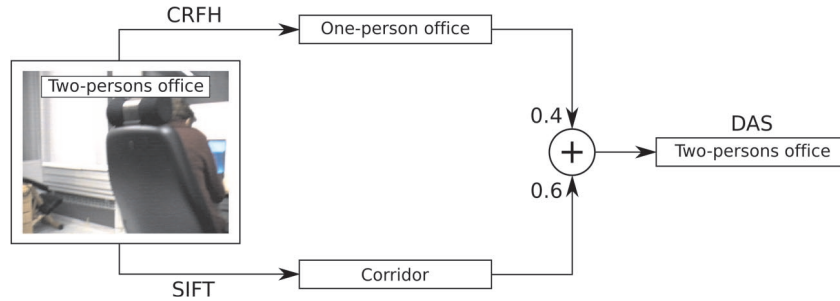 CRFH
One-person office
Two-persons office
0.4
DAS
+
Two-persons office
0.6
Corridor
SIFT